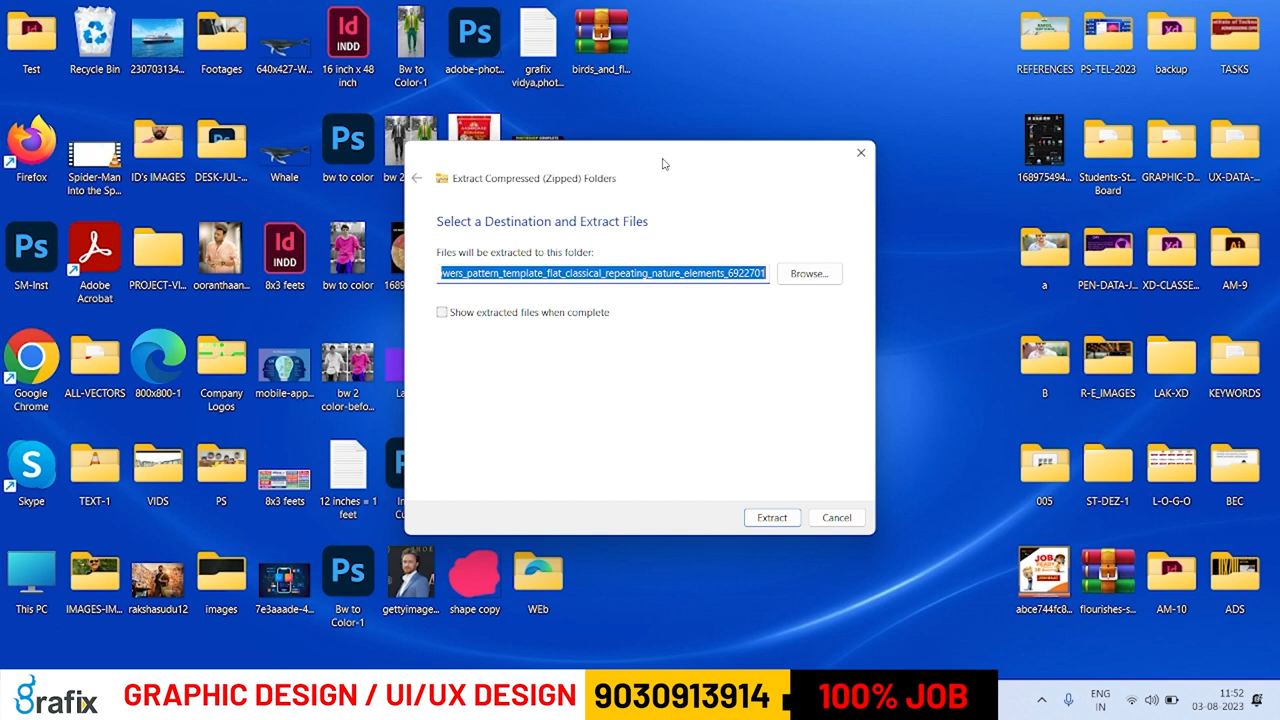 Test
Recycle Bin
230703134...
Footages
640x427-W...
Id
INDD
16 inch x 48
inch
Bw to
Color-1
Ps
adobe-phot...
grafix
vidya,phot...
birds_and_fl...
REFERENCES
PS-TEL-2023
backup
TASKS
Firefox
Spider-Man
Into the Sp...
ID's IMAGES
DESK-JUL-...
Whale
Ps
bw to color
bw 2
168975494...
Students-St...
Board
GRAPHIC-D...
UX-DATA-...
Extract Compressed (Zipped) Folders
Select a Destination and Extract Files
Files will be extracted to this folder:
wers_pattern_template_flat_classical_repeating_nature_elements_6922701
Browse...
Show extracted files when complete
Extract
Cancel
Ps
SM-Inst
Adobe
Acrobat
PROJECT-VI...
ooranthaan...
Id
INDD
8x3 feets
bw to color
1689
a
PEN-DATA-J...
XD-CLASSE...
AM-9
Google
Chrome
ALL-VECTORS
800x800-1
Company
Logos
mobile-app...
bw 2
color-befo...
La
B
R-E_IMAGES
LAK-XD
KEYWORDS
Skype
TEXT-1
VIDS
PS
8x3 feets
12 inches = 1
feet
005
ST-DEZ-1
L-O-G-O
BEC
This PC
IMAGES-IM...
rakshasudu12
images
7e3aaade-4...
Ps
Bw to
Color-1
gettyimage...
shape copy
WEb
abce744fc8...
flourishes-s...
AM-10
ADS
grafix
GRAPHIC DESIGN / UI/UX DESIGN
9030913914
100% JOB
ENG
IN
11:52
03-08-2023